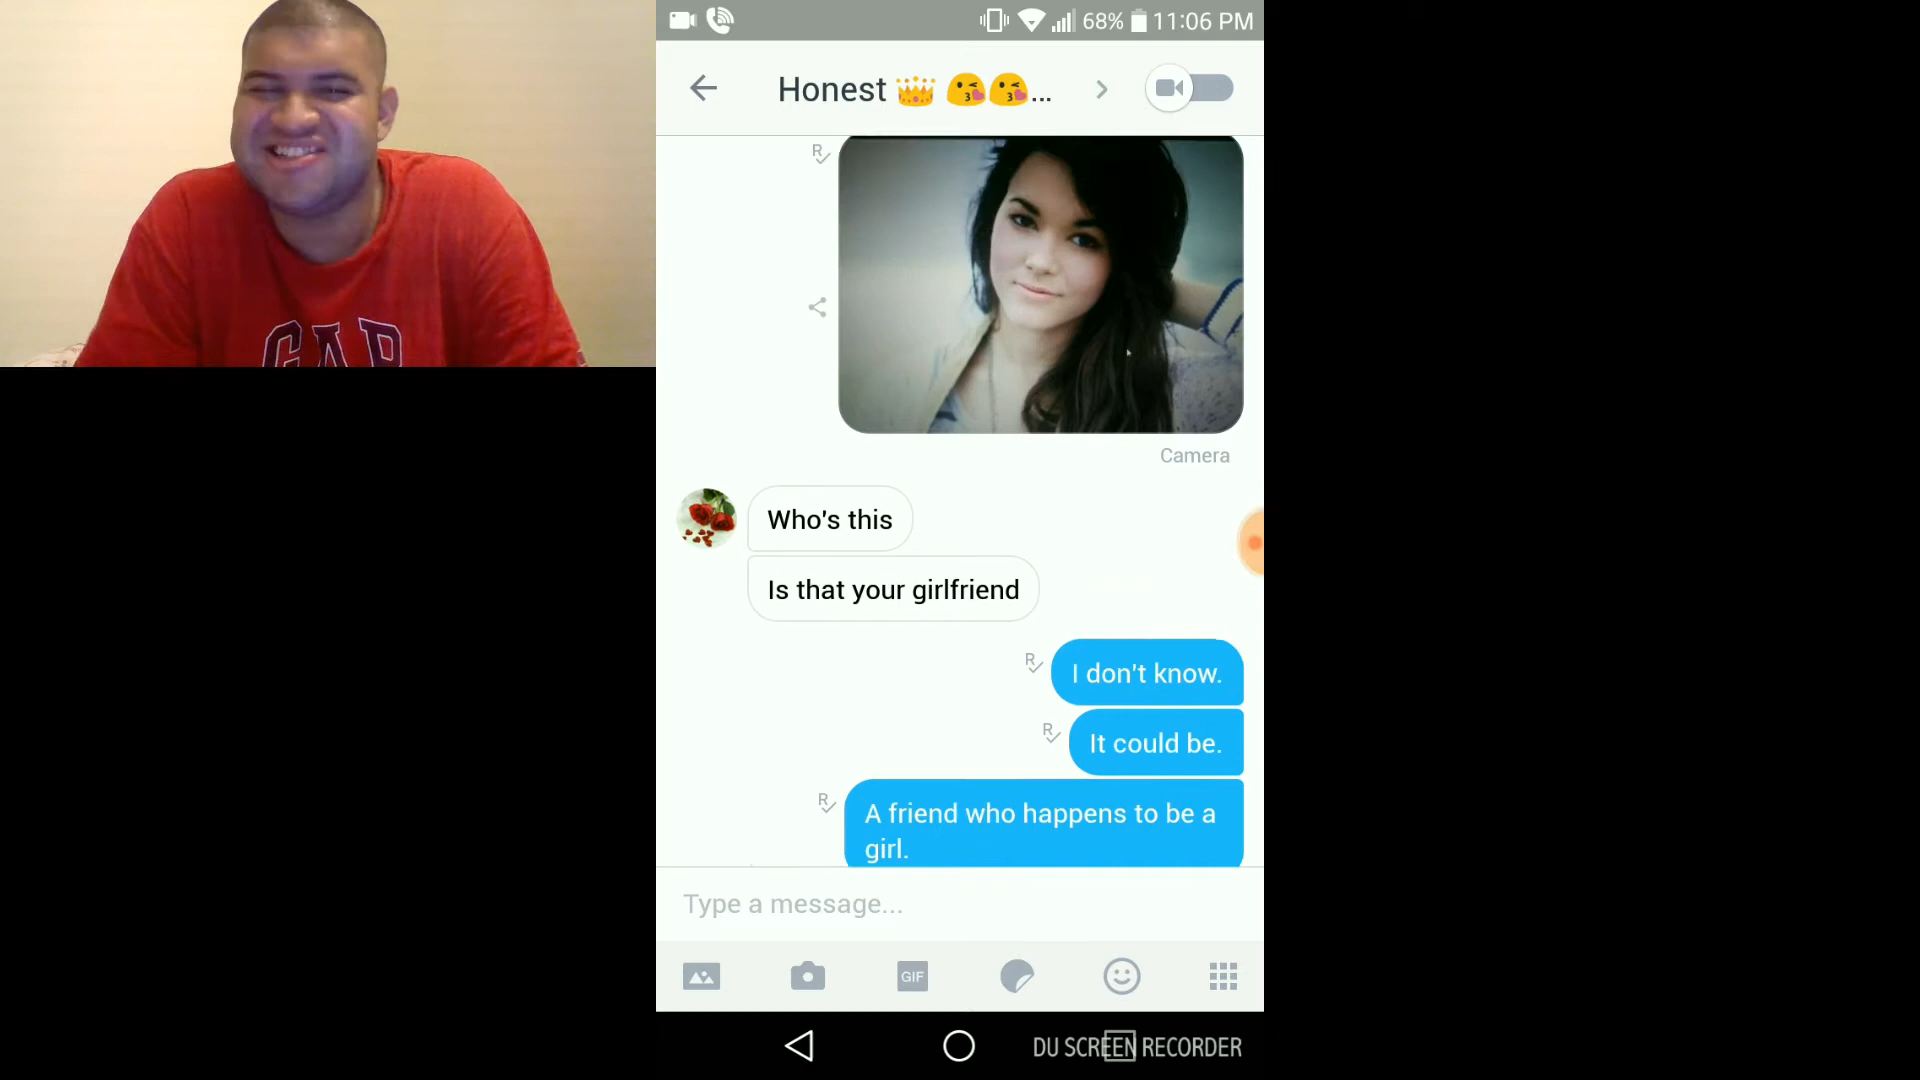 68% 11:06 PM
Honest 👑 😘😘...
R
Camera
Who's this
Is that your girlfriend
R
I don't know.
R
It could be.
R
A friend who happens to be a
girl.
Type a message...
GIF
DU SCREEN RECORDER
GAP